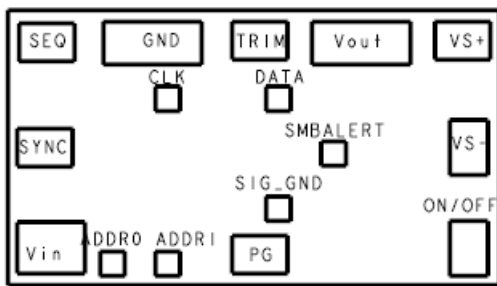 SEQ GND TRIM Vout VS+
CLK DATA
SMBALERT
SYNC VS-
SIG_GND
ON/OFF
ADDR0 ADDR1
Vin PG